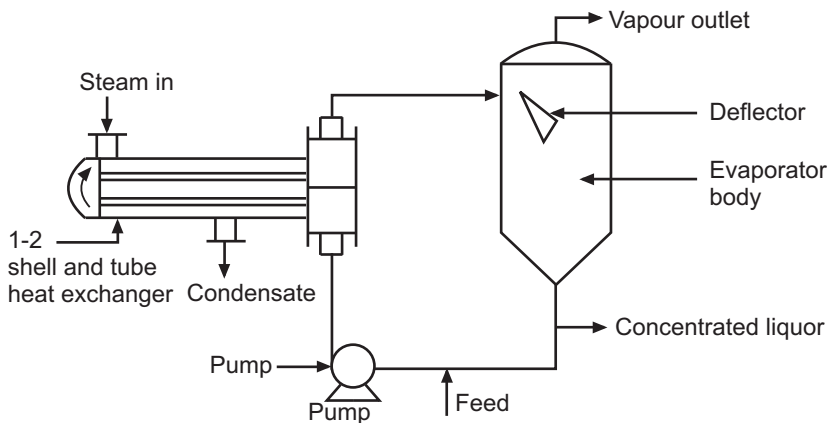 Vapour outlet
Steam in
Deflector
Evaporator
body
1-2
shell and tube
heat exchanger
Condensate
Concentrated liquor
Pump
Pump
Feed